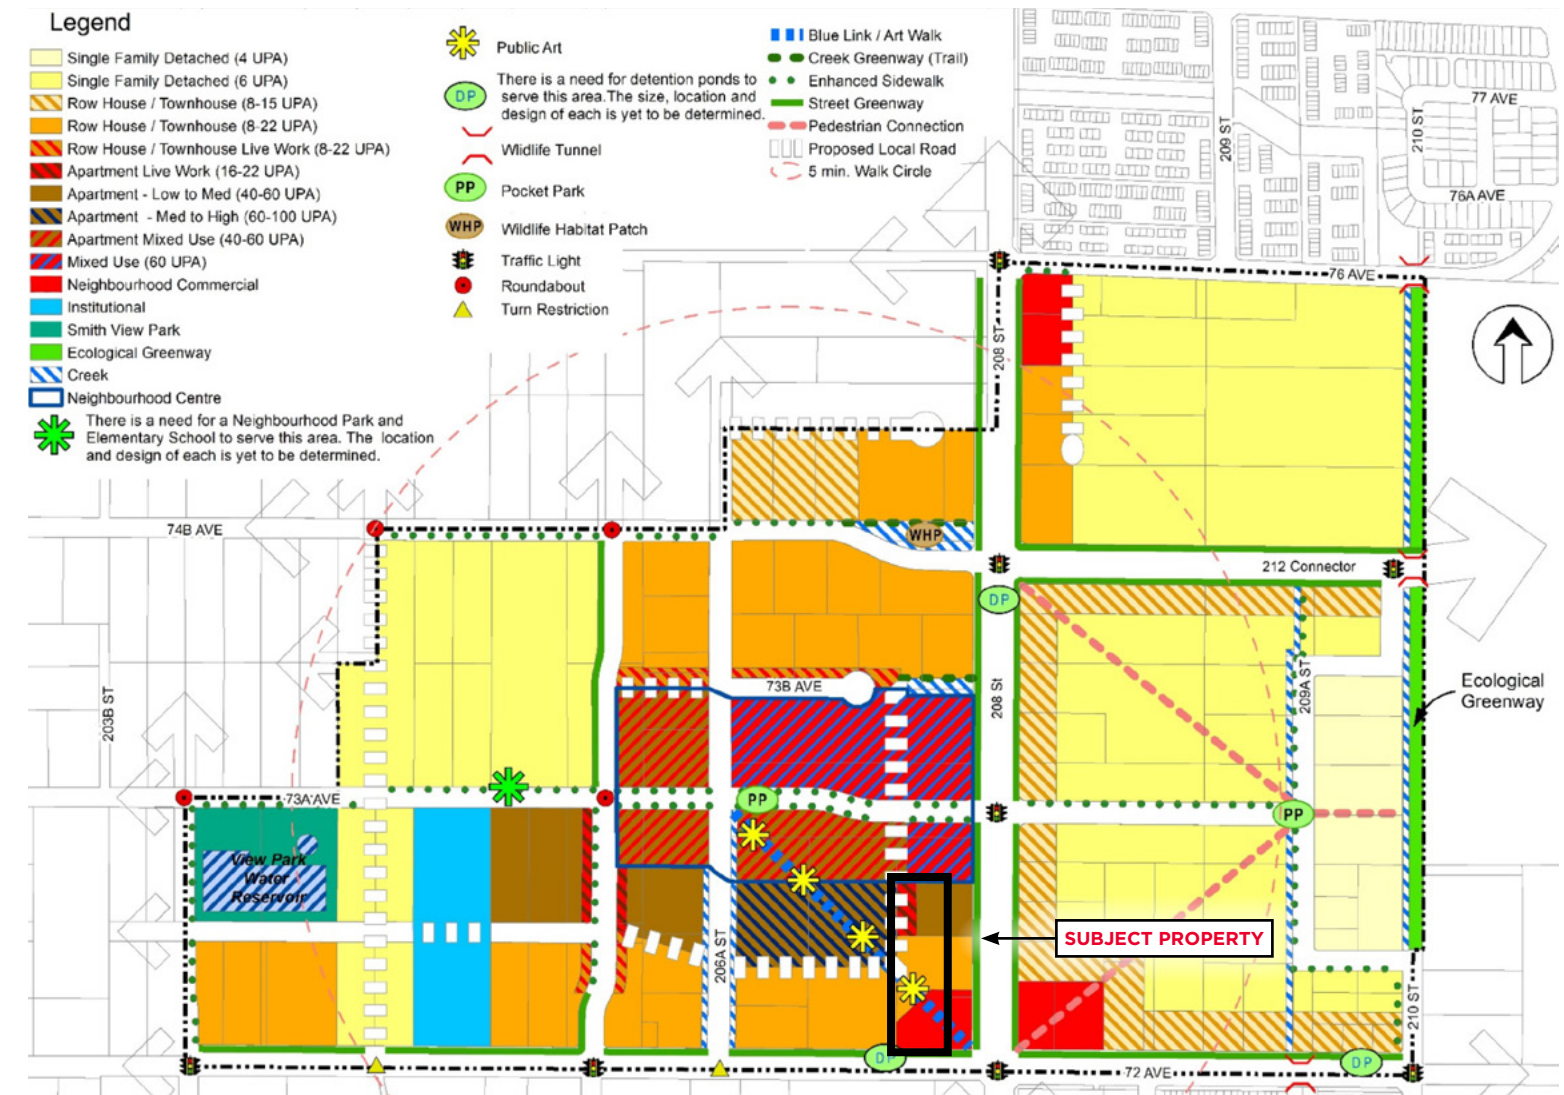 Legend
Single Family Detached (4 UPA)
Single Family Detached (6 UPA)
Row House / Townhouse (8-15 UPA)
Row House / Townhouse (8-22 UPA)
Row House / Townhouse Live Work (8-22 UPA)
Apartment Live Work (16-22 UPA)
Apartment - Low to Med (40-60 UPA)
Apartment - Med to High (60-100 UPA)
Apartment Mixed Use (40-60 UPA)
Mixed Use (60 UPA)
Neighbourhood Commercial
Institutional
Smith View Park
Ecological Greenway
Creek
Neighbourhood Centre
There is a need for a Neighbourhood Park and
Elementary School to serve this area. The location
and design of each is yet to be determined.
Public Art
DP
There is a need for detention ponds to
serve this area.The size, location and
design of each is yet to be determined.
Wildlife Tunnel
PP
Pocket Park
WHP
Wildlife Habitat Patch
Traffic Light
Roundabout
Turn Restriction
Blue Link / Art Walk
Creek Greenway (Trail)
Enhanced Sidewalk
Street Greenway
Pedestrian Connection
Proposed Local Road
5 min. Walk Circle
77 AVE
209 ST
210 ST
76A AVE
76 AVE
208 ST
74B AVE
WHP
212 Connector
DP
203B ST
73B AVE
208 St
209A ST
Ecological
Greenway
73A AVE
PP
PP
View Park
Water
Reservoir
206A ST
SUBJECT PROPERTY
210 ST
DP
DP
72 AVE